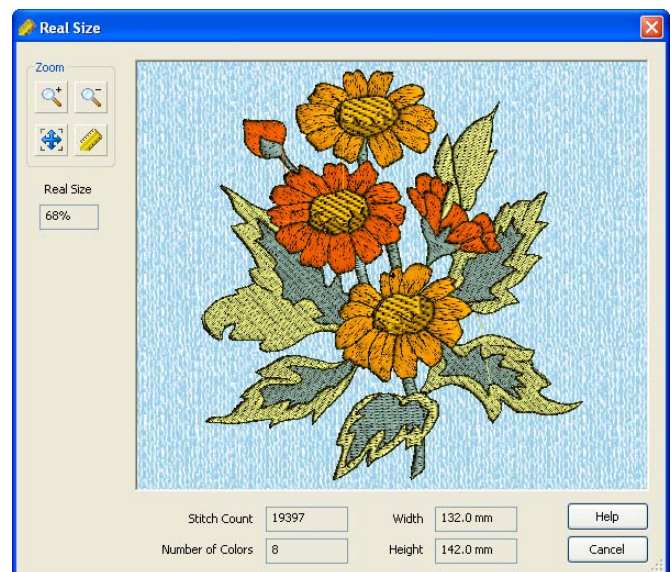 Real Size
Zoom
Real Size
68%
Stitch Count 19397 Width 132.0 mm Help
Number of Colors 8 Height 142.0 mm Cancel